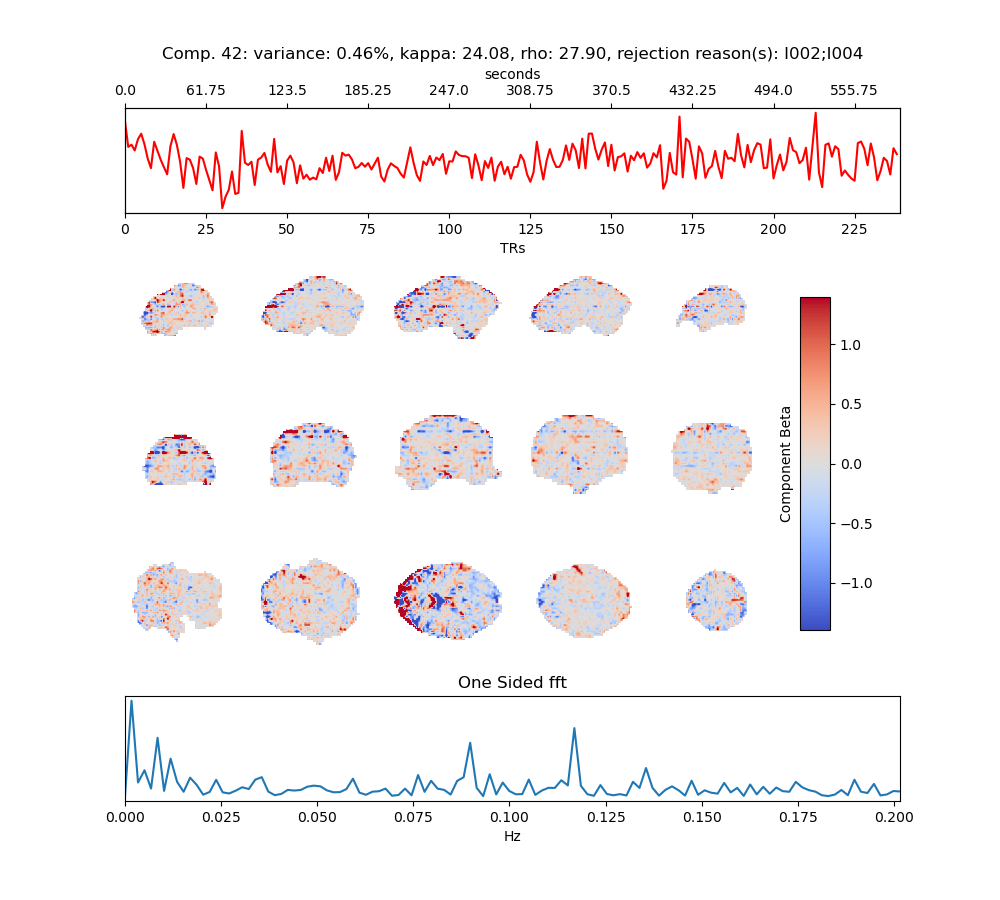 Comp. 42: variance: 0.46%, kappa: 24.08, rho: 27.90, rejection reason(s): I002;I004
seconds
0.0 61.75 123.5 185.25 247.0 308.75 370.5 432.25 494.0 555.75
0 25 50 75 100 125 150 175 200 225
TRs
1.0
0.5
0.0
−0.5
−1.0
Component Beta
One Sided fft
0.000 0.025 0.050 0.075 0.100 0.125 0.150 0.175 0.200
Hz